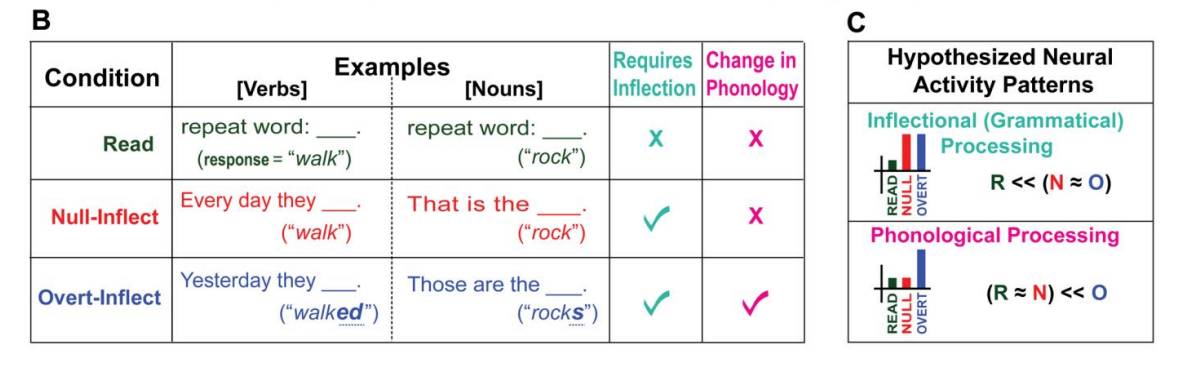 B
Condition
Examples
[Verbs]
[Nouns]
Requires
Inflection
Change in
Phonology
Read
repeat word: ___.
(response = “walk”)
repeat word: ___.
(“rock”)
X
X
Null-Inflect
Every day they ___.
(“walk”)
That is the ___.
(“rock”)
✓
X
Overt-Inflect
Yesterday they ___.
(“walked”)
Those are the ___.
(“rocks”)
✓
✓
C
Hypothesized Neural
Activity Patterns
Inflectional (Grammatical)
Processing
READ
NULL
OVERT
R << (N ≈ O)
Phonological Processing
READ
NULL
OVERT
(R ≈ N) << O